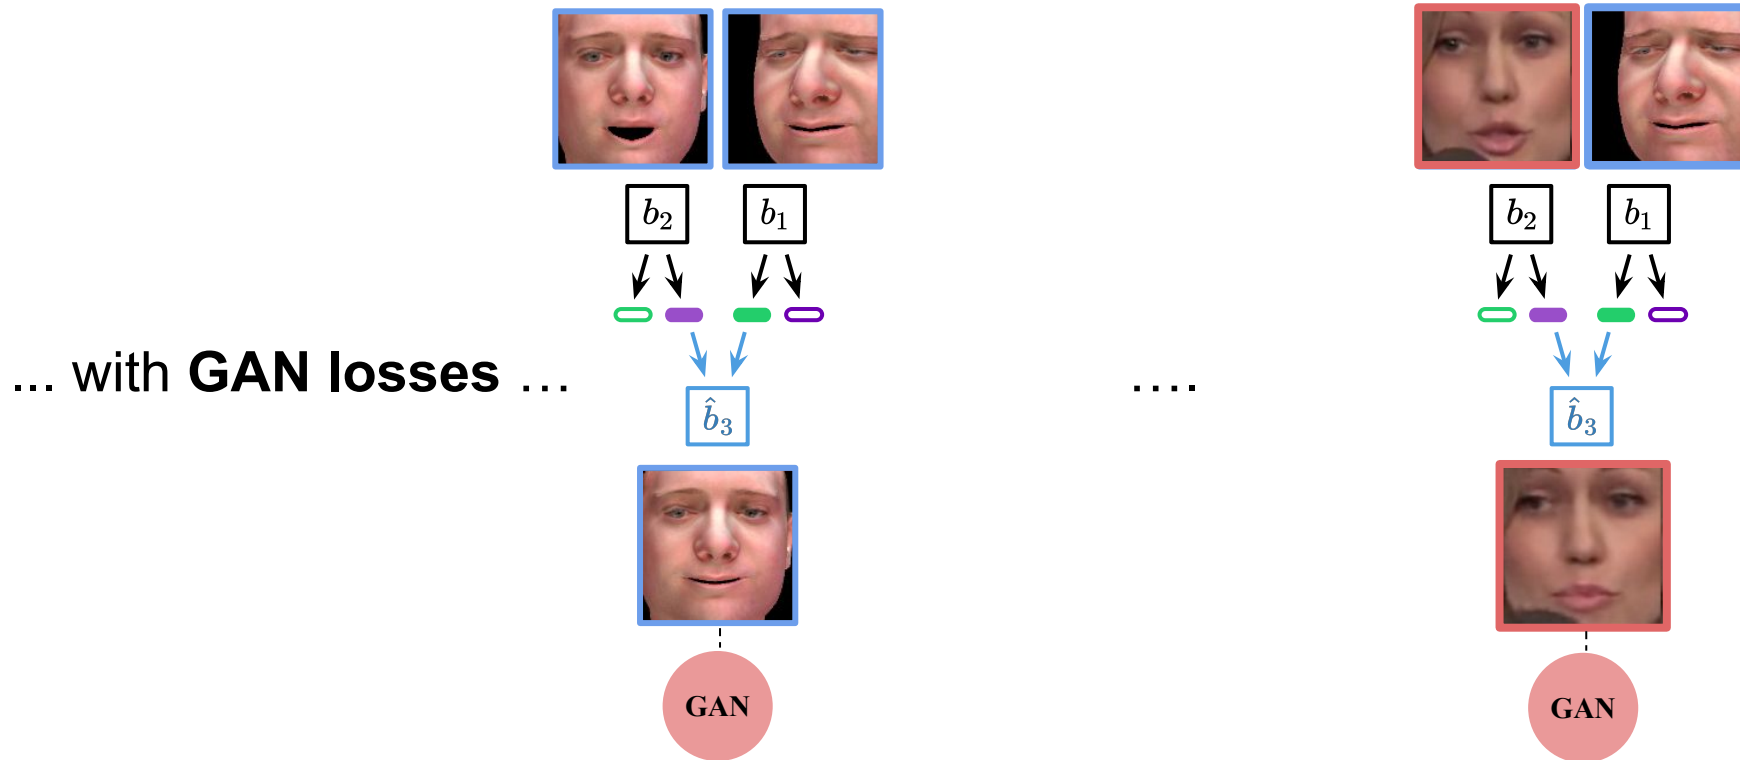 b₂ b₁ b₂ b₁
... with GAN losses … ….
b̂₃ b̂₃
GAN GAN